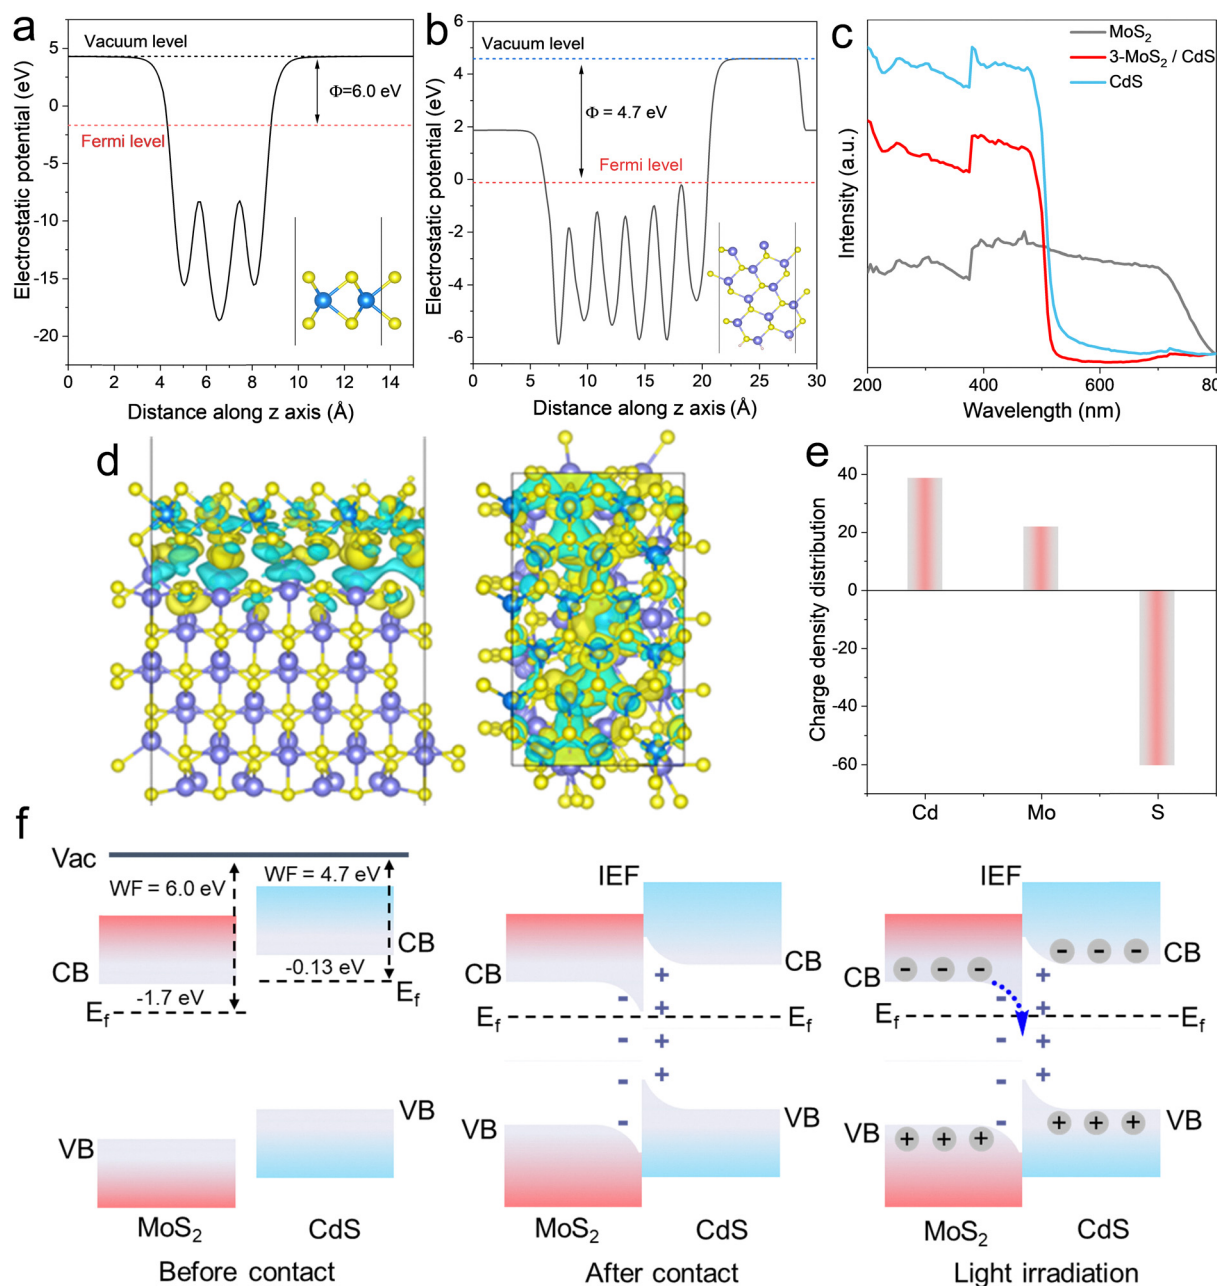 a
Vacuum level
Φ=6.0 eV
Fermi level
Electrostatic potential (eV)
5
0
-5
-10
-15
-20
0 2 4 6 8 10 12 14
Distance along z axis (Å)
b
Vacuum level
Φ = 4.7 eV
Fermi level
Electrostatic potential (eV)
6
4
2
0
-2
-4
-6
0 5 10 15 20 25 30
Distance along z axis (Å)
c
MoS₂
3-MoS₂ / CdS
CdS
Intensity (a.u.)
200 400 600 80
Wavelength (nm)
d
e
Charge density distribution
40
20
0
-20
-40
-60
Cd Mo S
f
Vac
WF = 6.0 eV
WF = 4.7 eV
CB
CB
-0.13 eV
-1.7 eV
Ef
Ef
VB
VB
MoS₂
CdS
Before contact
IEF
CB
CB
- + + - + - +
Ef
Ef
VB
VB
MoS₂
CdS
After contact
IEF
CB
- - -
- - -
CB
Ef
Ef
VB
+ + +
+ + +
VB
MoS₂
CdS
Light irradiation